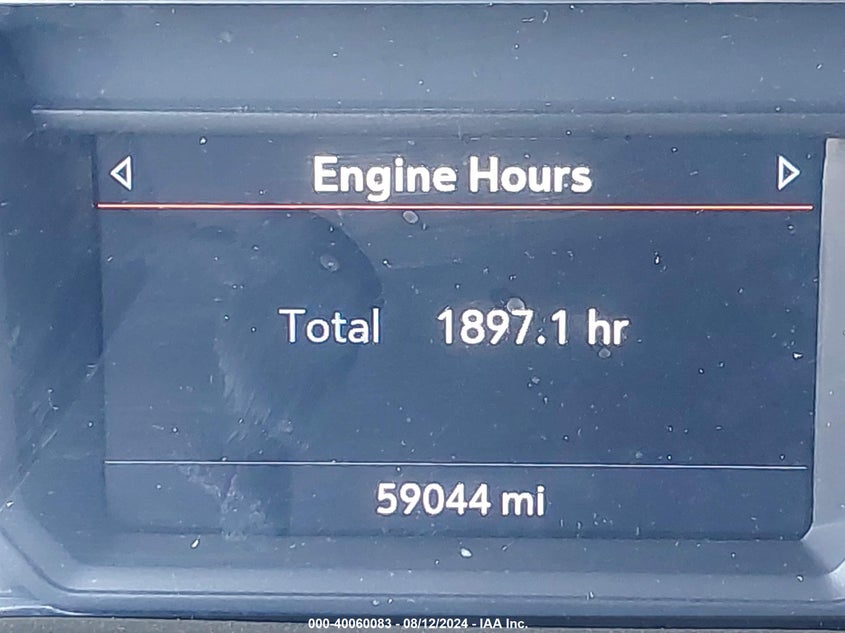 Engine Hours
Total 1897.1 hr
59044 mi
000-40060083 - 08/12/2024 - IAA Inc.